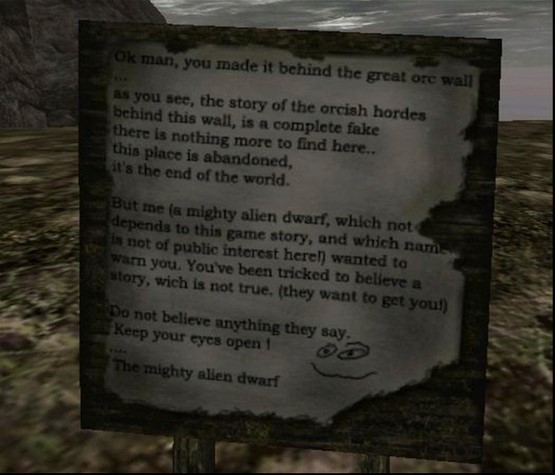 Ok man, you made it behind the great orc wall
...
as you see, the story of the orcish hordes
behind this wall, is a complete fake
there is nothing more to find here..
this place is abandoned,
it's the end of the world.
But me (a mighty alien dwarf, which not
depends to this game story, and which name
is not of public interest here!) wanted to
warn you. You've been tricked to believe a
story, wich is not true. (they want to get you!)
Do not believe anything they say.
Keep your eyes open !
....
The mighty alien dwarf